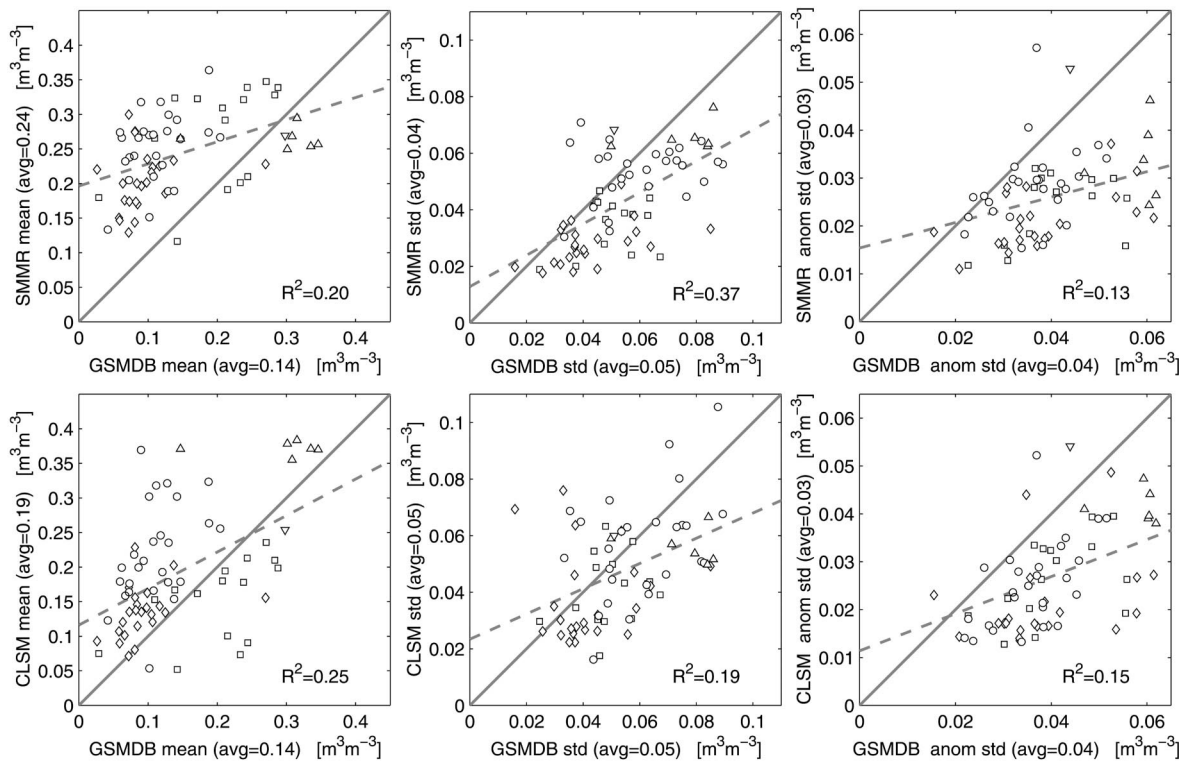 SMMR mean (avg=0.24) [m³m⁻³]
0.4
0.35
0.3
0.25
0.2
0.15
0.1
0.05
0
0 0.1 0.2 0.3 0.4
R²=0.20
GSMDB mean (avg=0.14) [m³m⁻³]
SMMR std (avg=0.04) [m³m⁻³]
0.1
0.08
0.06
0.04
0.02
0
0 0.02 0.04 0.06 0.08 0.1
R²=0.37
GSMDB std (avg=0.05) [m³m⁻³]
SMMR anom std (avg=0.03) [m³m⁻³]
0.06
0.05
0.04
0.03
0.02
0.01
0
0 0.02 0.04 0.06
R²=0.13
GSMDB anom std (avg=0.04) [m³m⁻³]
CLSM mean (avg=0.19) [m³m⁻³]
0.4
0.35
0.3
0.25
0.2
0.15
0.1
0.05
0
0 0.1 0.2 0.3 0.4
R²=0.25
GSMDB mean (avg=0.14) [m³m⁻³]
CLSM std (avg=0.05) [m³m⁻³]
0.1
0.08
0.06
0.04
0.02
0
0 0.02 0.04 0.06 0.08 0.1
R²=0.19
GSMDB std (avg=0.05) [m³m⁻³]
CLSM anom std (avg=0.03) [m³m⁻³]
0.06
0.05
0.04
0.03
0.02
0.01
0
0 0.02 0.04 0.06
R²=0.15
GSMDB anom std (avg=0.04) [m³m⁻³]